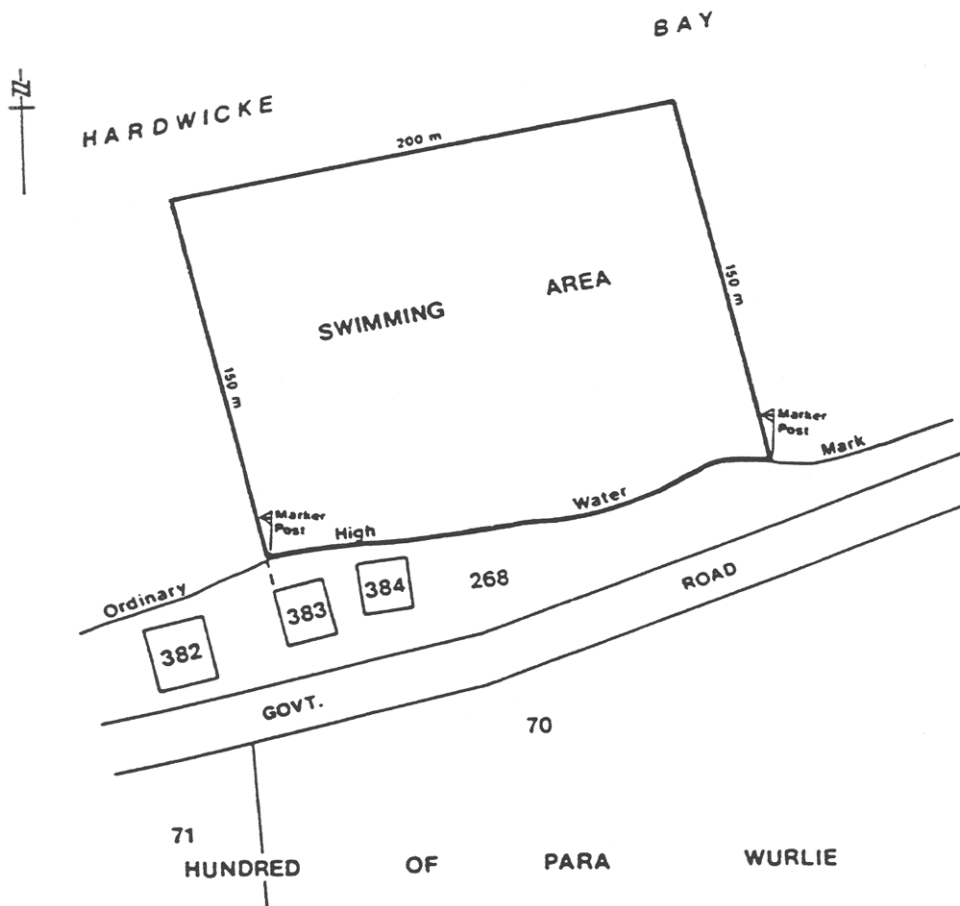 BAY
HARDWICKE
200 m
SWIMMING AREA
150 m
150 m
Marker
Post
Mark
Marker
Post
High
Water
Ordinary
382
383
384
268
ROAD
GOVT.
70
71
HUNDRED OF PARA WURLIE